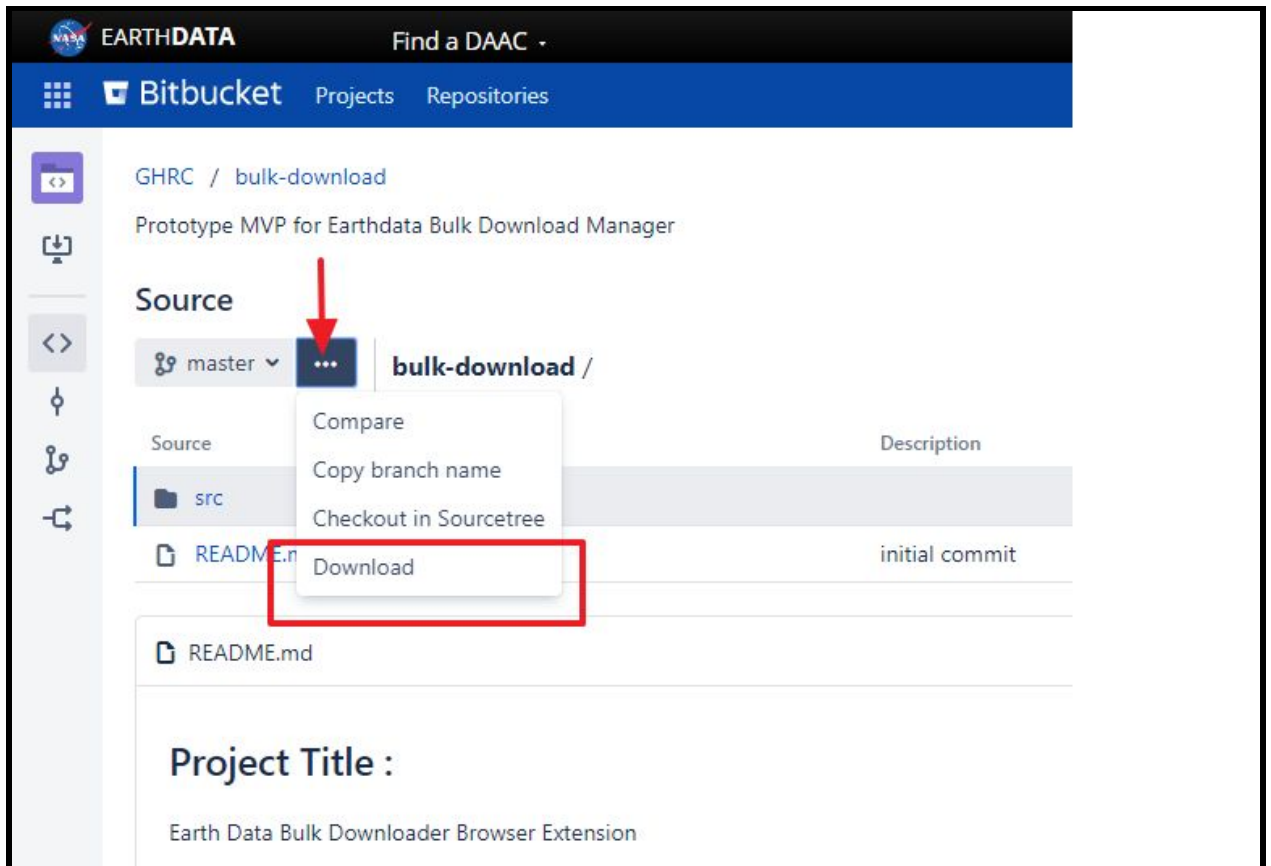 NASA EARTHDATA Find a DAAC
Bitbucket Projects Repositories
GHRC / bulk-download
Prototype MVP for Earthdata Bulk Download Manager
Source
master ... bulk-download /
Compare
Source Description
Copy branch name
src
Checkout in Sourcetree
README.m initial commit
Download
README.md
Project Title :
Earth Data Bulk Downloader Browser Extension